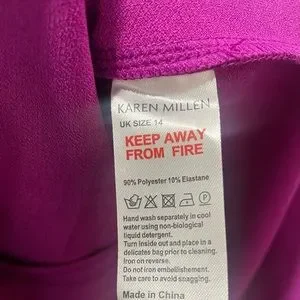 KAREN MILLEN
UK SIZE 14
KEEP AWAY
FROM FIRE
90% Polyester 10% Elastane
Hand wash separately in cool
water using non-biological
liquid detergent.
Turn inside out and place in a
delicates bag prior to cleaning.
Iron on reverse.
Do not iron embellishement.
Take care to avoid snagging.
Made in China